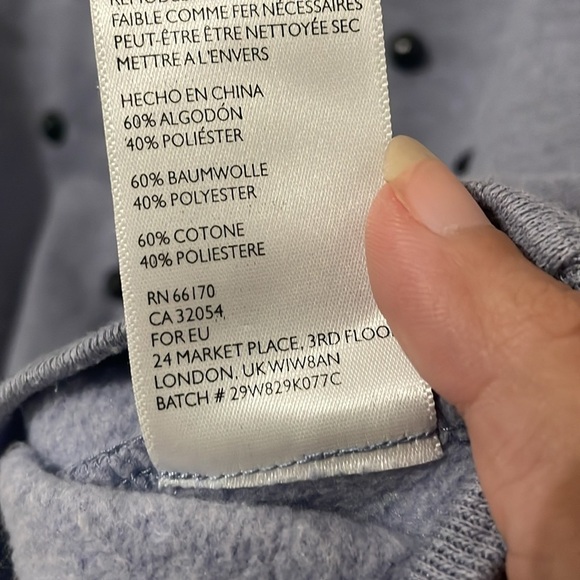 FAIBLE COMME FER NÉCESSAIRES
PEUT-ÊTRE ÊTRE NETTOYÉE SEC
METTRE A L'ENVERS
HECHO EN CHINA
60% ALGODÓN
40% POLIÉSTER
60% BAUMWOLLE
40% POLYESTER
60% COTONE
40% POLIESTERE
RN 66170
CA 32054
FOR EU
24 MARKET PLACE, 3RD FLOO
LONDON, UK W1W8AN
BATCH # 29W829K077C